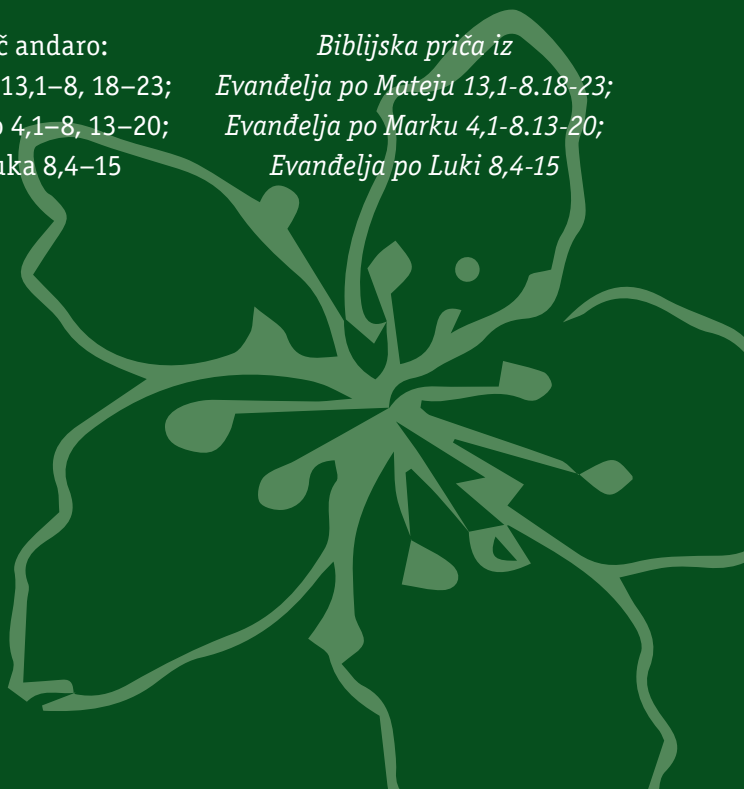 andaro:
13,1–8, 18–23;
4,1–8, 13–20;
8,4–15
Biblijska priča iz
Evanđelja po Mateju 13,1-8.18-23;
Evanđelja po Marku 4,1-8.13-20;
Evanđelja po Luki 8,4-15